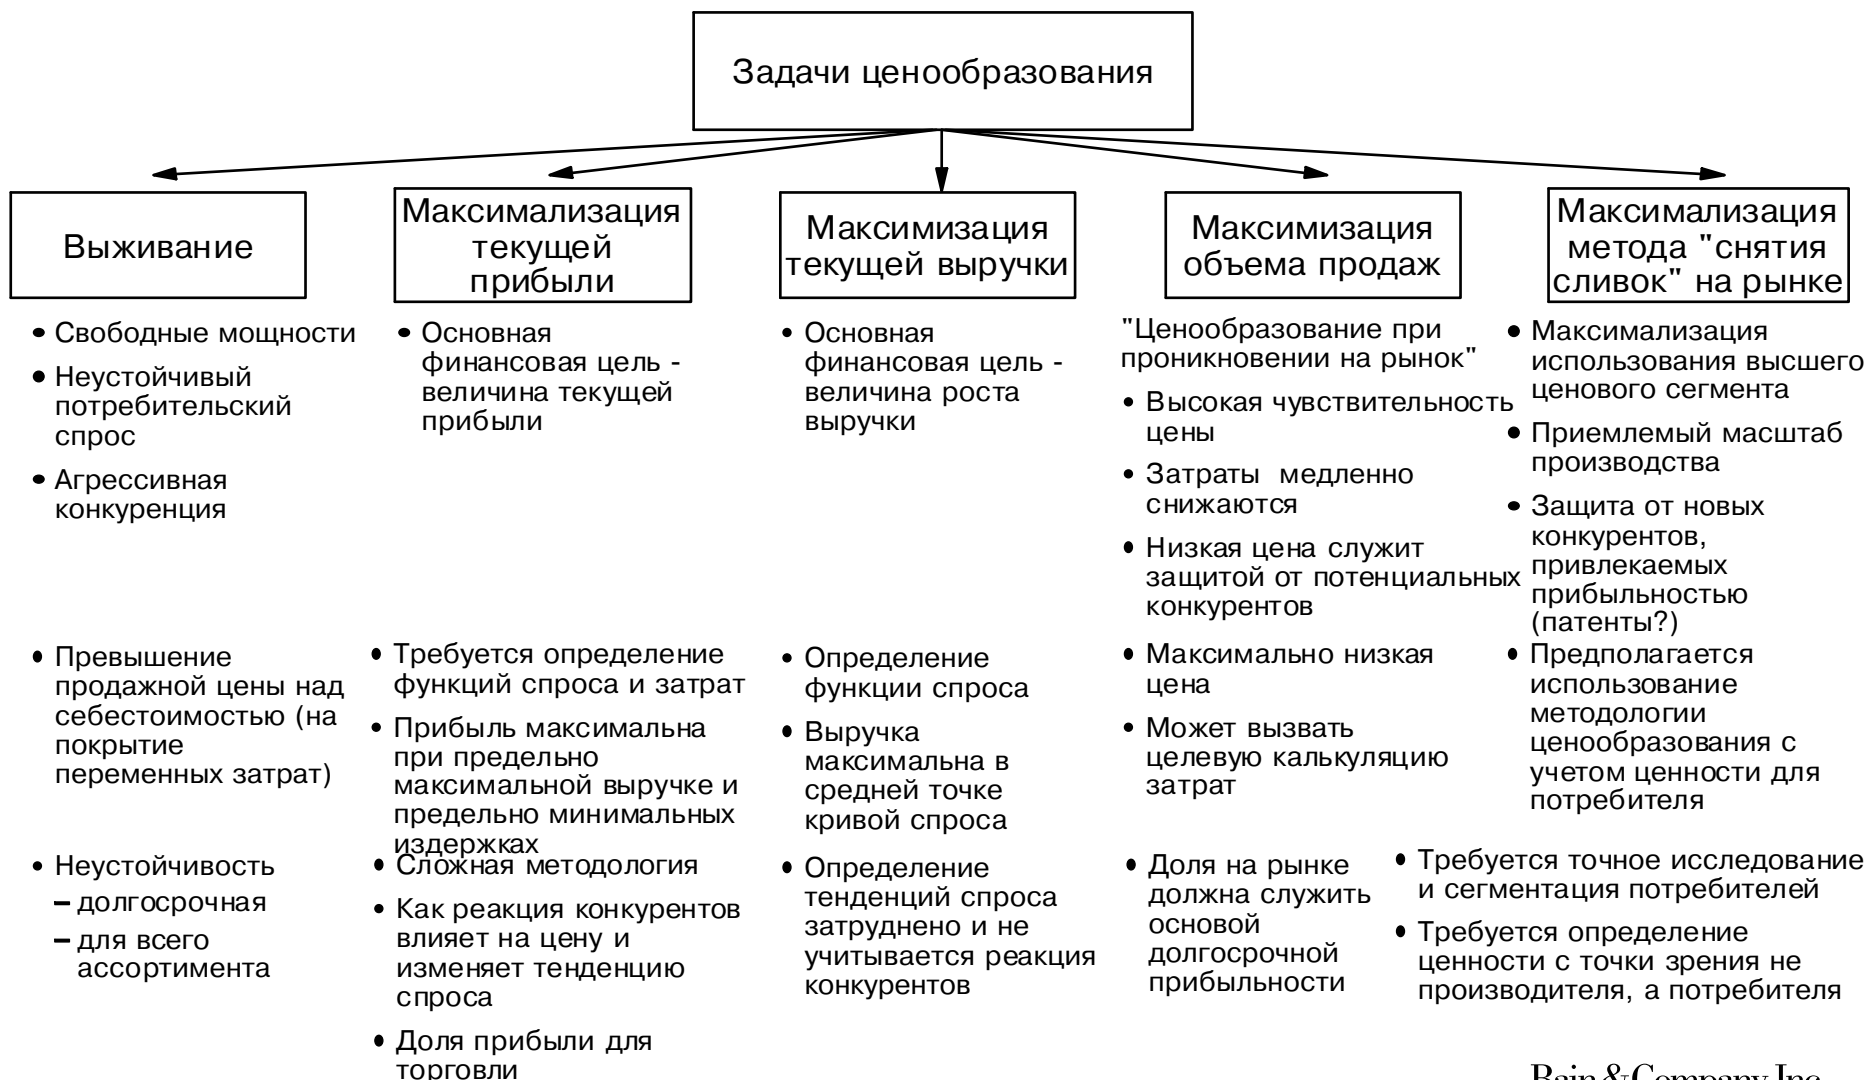 Задачи ценообразования
Выживание
Максимализация
текущей
прибыли
Максимизация
текущей выручки
Максимизация
объема продаж
Максимализация
метода "снятия
сливок" на рынке
• Свободные мощности
• Неустойчивый
потребительский
спрос
• Агрессивная
конкуренция
• Основная
финансовая цель -
величина текущей
прибыли
• Основная
финансовая цель -
величина роста
выручки
"Ценообразование при
проникновении на рынок"
• Высокая чувствительность
цены
• Затраты медленно
снижаются
• Низкая цена служит
защитой от потенциальных
конкурентов
• Максимализация
использования высшего
ценового сегмента
• Приемлемый масштаб
производства
• Защита от новых
конкурентов,
привлекаемых
прибыльностью
(патенты?)
• Превышение
продажной цены над
себестоимостью (на
покрытие
переменных затрат)
• Требуется определение
функций спроса и затрат
• Прибыль максимальна
при предельно
максимальной выручке и
предельно минимальных
издержках
• Определение
функции спроса
• Выручка
максимальна в
средней точке
кривой спроса
• Максимально низкая
цена
• Может вызвать
целевую калькуляцию
затрат
• Предполагается
использование
методологии
ценообразования с
учетом ценности для
потребителя
• Неустойчивость
– долгосрочная
– для всего
ассортимента
• Сложная методология
• Как реакция конкурентов
влияет на цену и
изменяет тенденцию
спроса
• Доля прибыли для
торговли
• Определение
тенденций спроса
затруднено и не
учитывается реакция
конкурентов
• Доля на рынке
должна служить
основой
долгосрочной
прибыльности
• Требуется точное исследование
и сегментация потребителей
• Требуется определение
ценности с точки зрения не
производителя, а потребителя
Bain & Company Inc